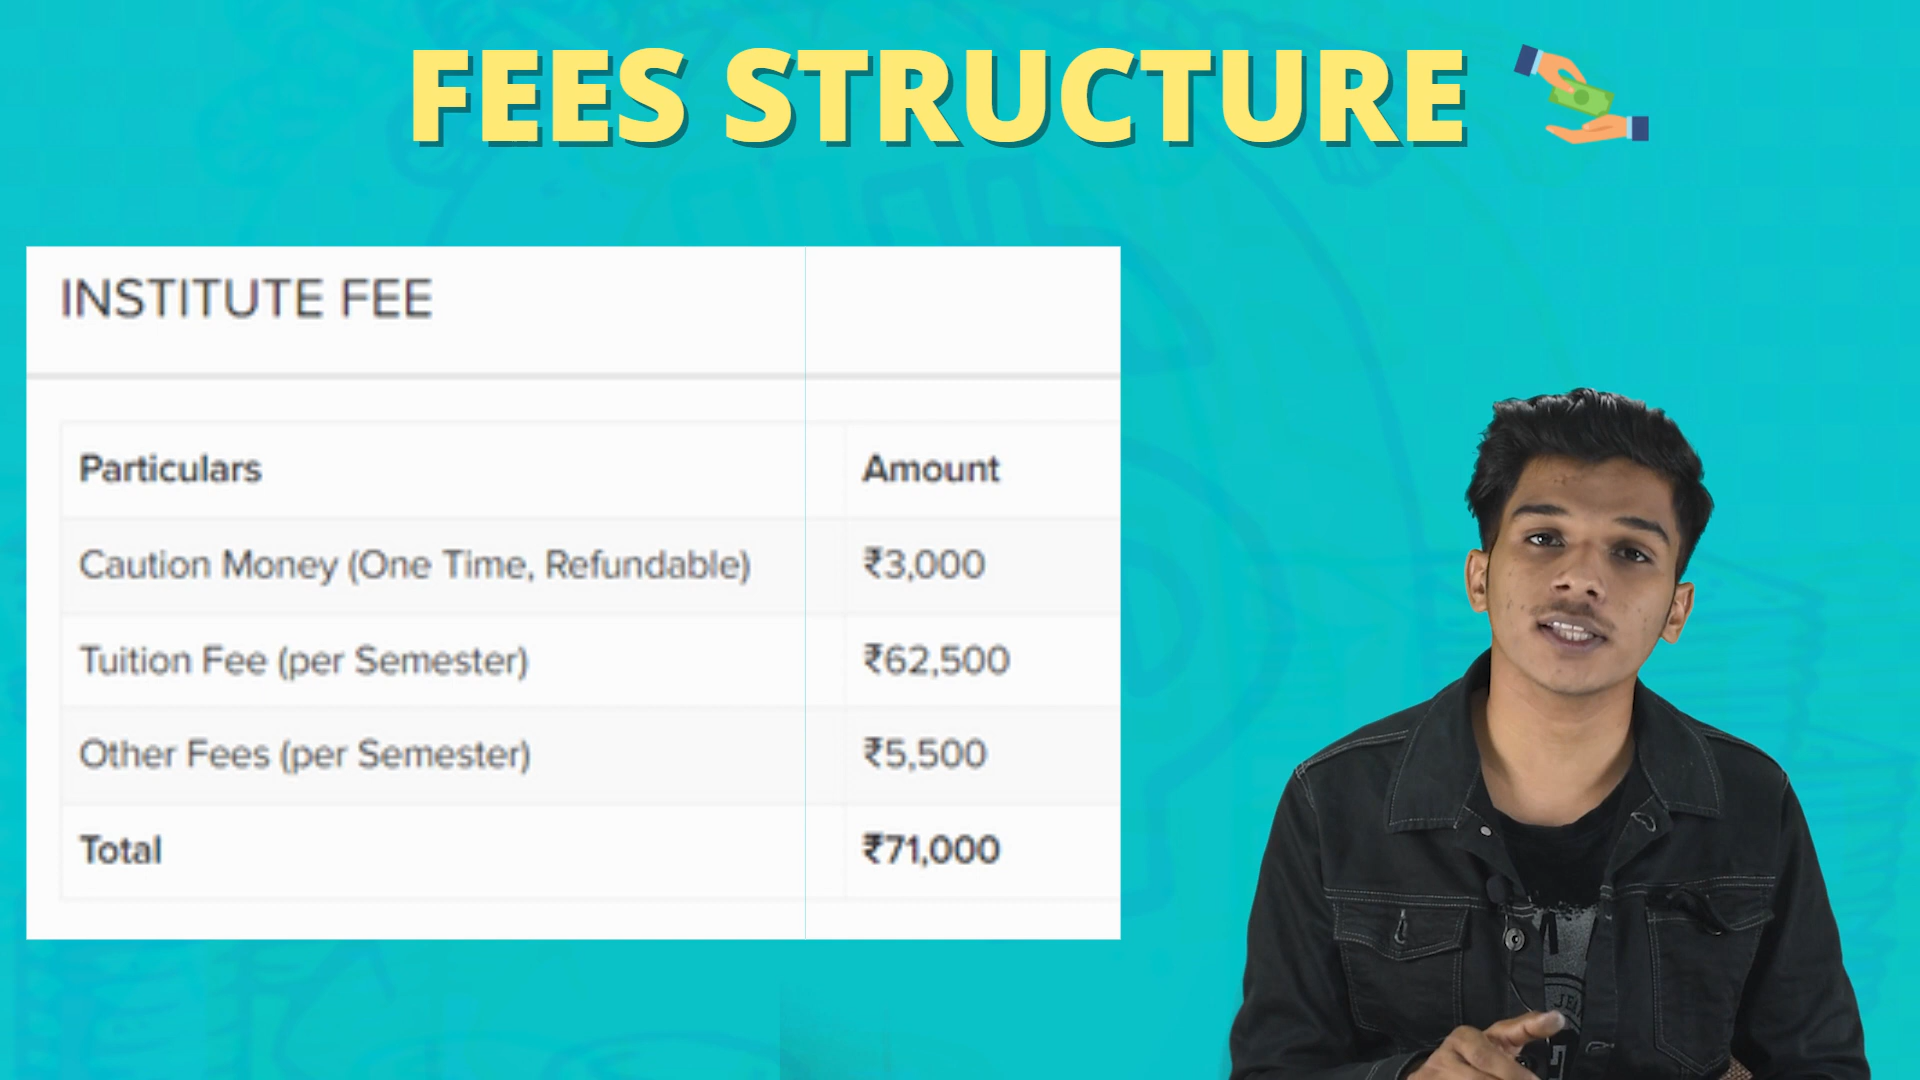 FEES STRUCTURE
INSTITUTE FEE
Particulars Amount
Caution Money (One Time, Refundable) ₹3,000
Tuition Fee (per Semester) ₹62,500
Other Fees (per Semester) ₹5,500
Total ₹71,000